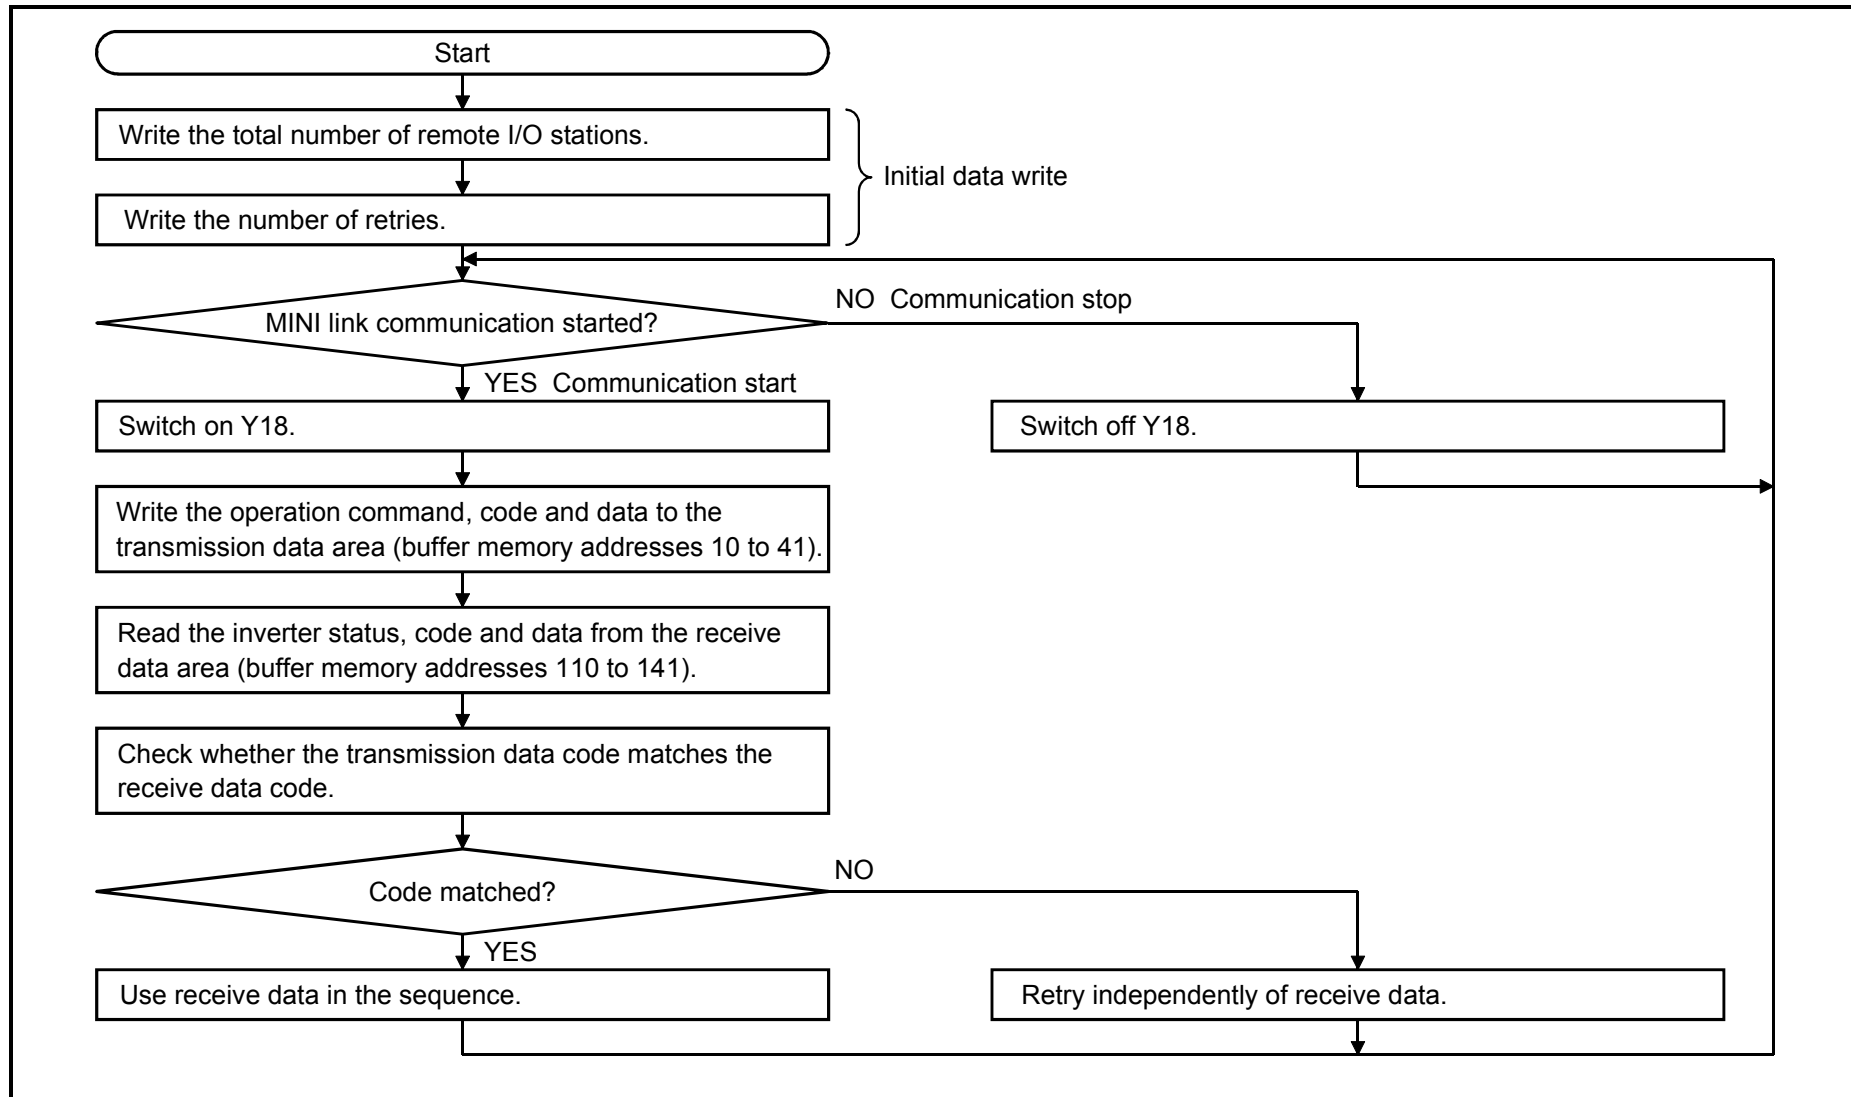 Start
Write the total number of remote I/O stations.
Initial data write
Write the number of retries.
NO  Communication stop
MINI link communication started?
YES  Communication start
Switch on Y18.
Switch off Y18.
Write the operation command, code and data to the
transmission data area (buffer memory addresses 10 to 41).
Read the inverter status, code and data from the receive
data area (buffer memory addresses 110 to 141).
Check whether the transmission data code matches the
receive data code.
NO
Code matched?
YES
Use receive data in the sequence.
Retry independently of receive data.